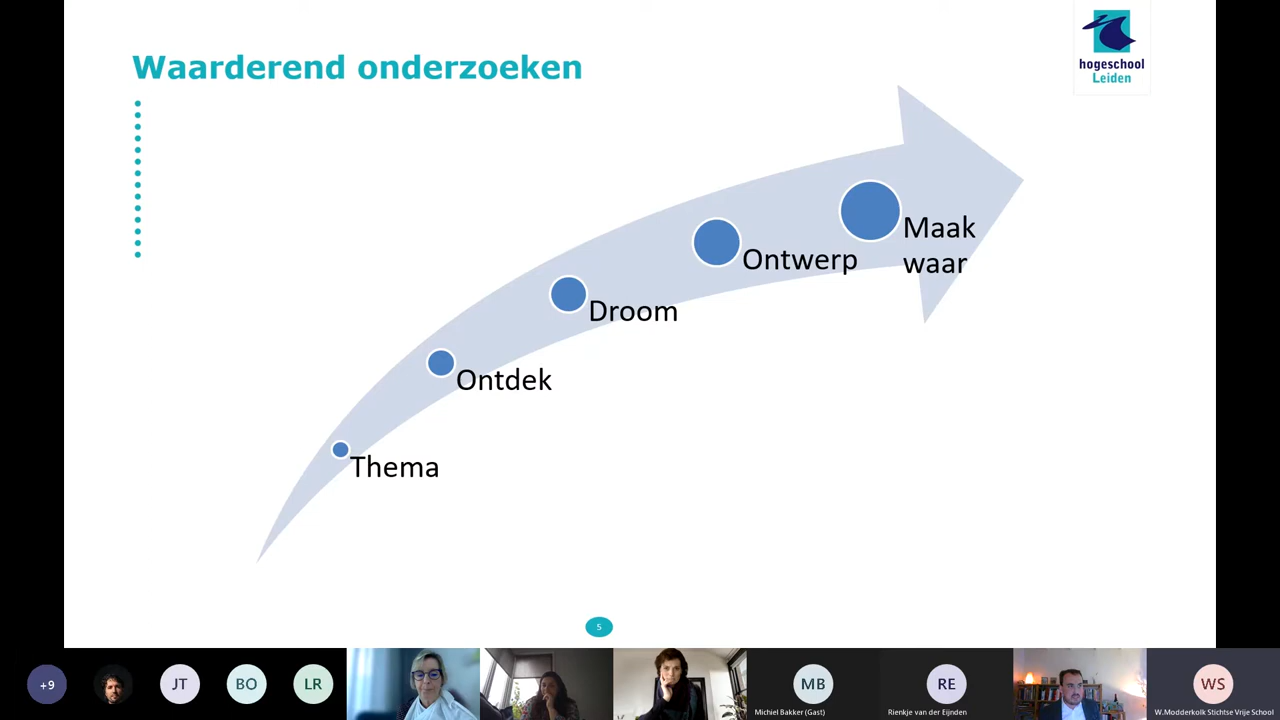 Waarderend onderzoeken
hogeschool
Leiden
Maak
waar
Ontwerp
Droom
Ontdek
Thema
5
+9
JT
BO
LR
MB
Michiel Bakker (Gast)
RE
Rienkje van der Eijnden
WS
W.Modderkolk Stichtse Vrije School